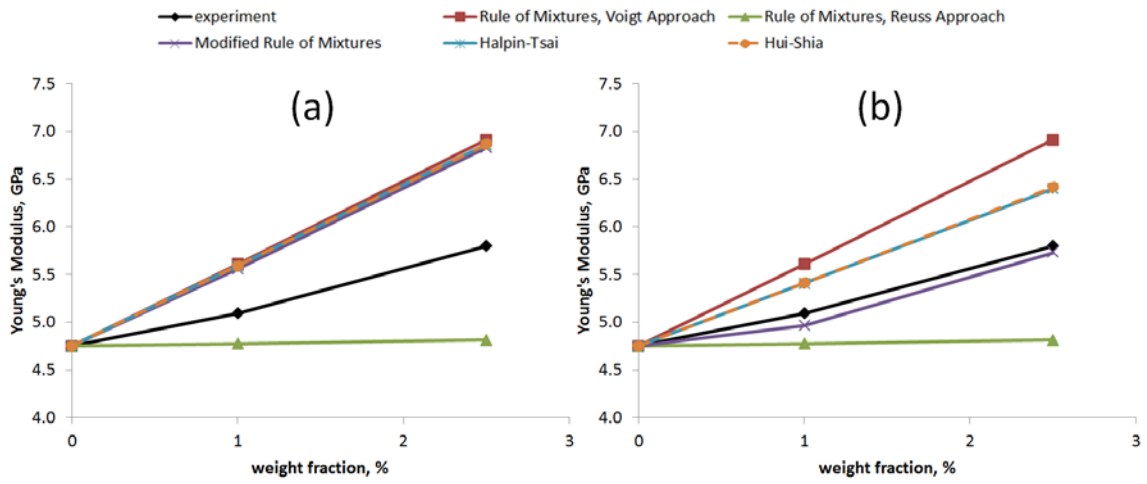 experiment
Rule of Mixtures, Voigt Approach
Rule of Mixtures, Reuss Approach
Modified Rule of Mixtures
Halpin-Tsai
Hui-Shia
(a)
Young's Modulus, GPa
7.5
7.0
6.5
6.0
5.5
5.0
4.5
4.0
0 1 2 3
weight fraction, %
(b)
Young's Modulus, GPa
7.5
7.0
6.5
6.0
5.5
5.0
4.5
4.0
0 1 2 3
weight fraction, %